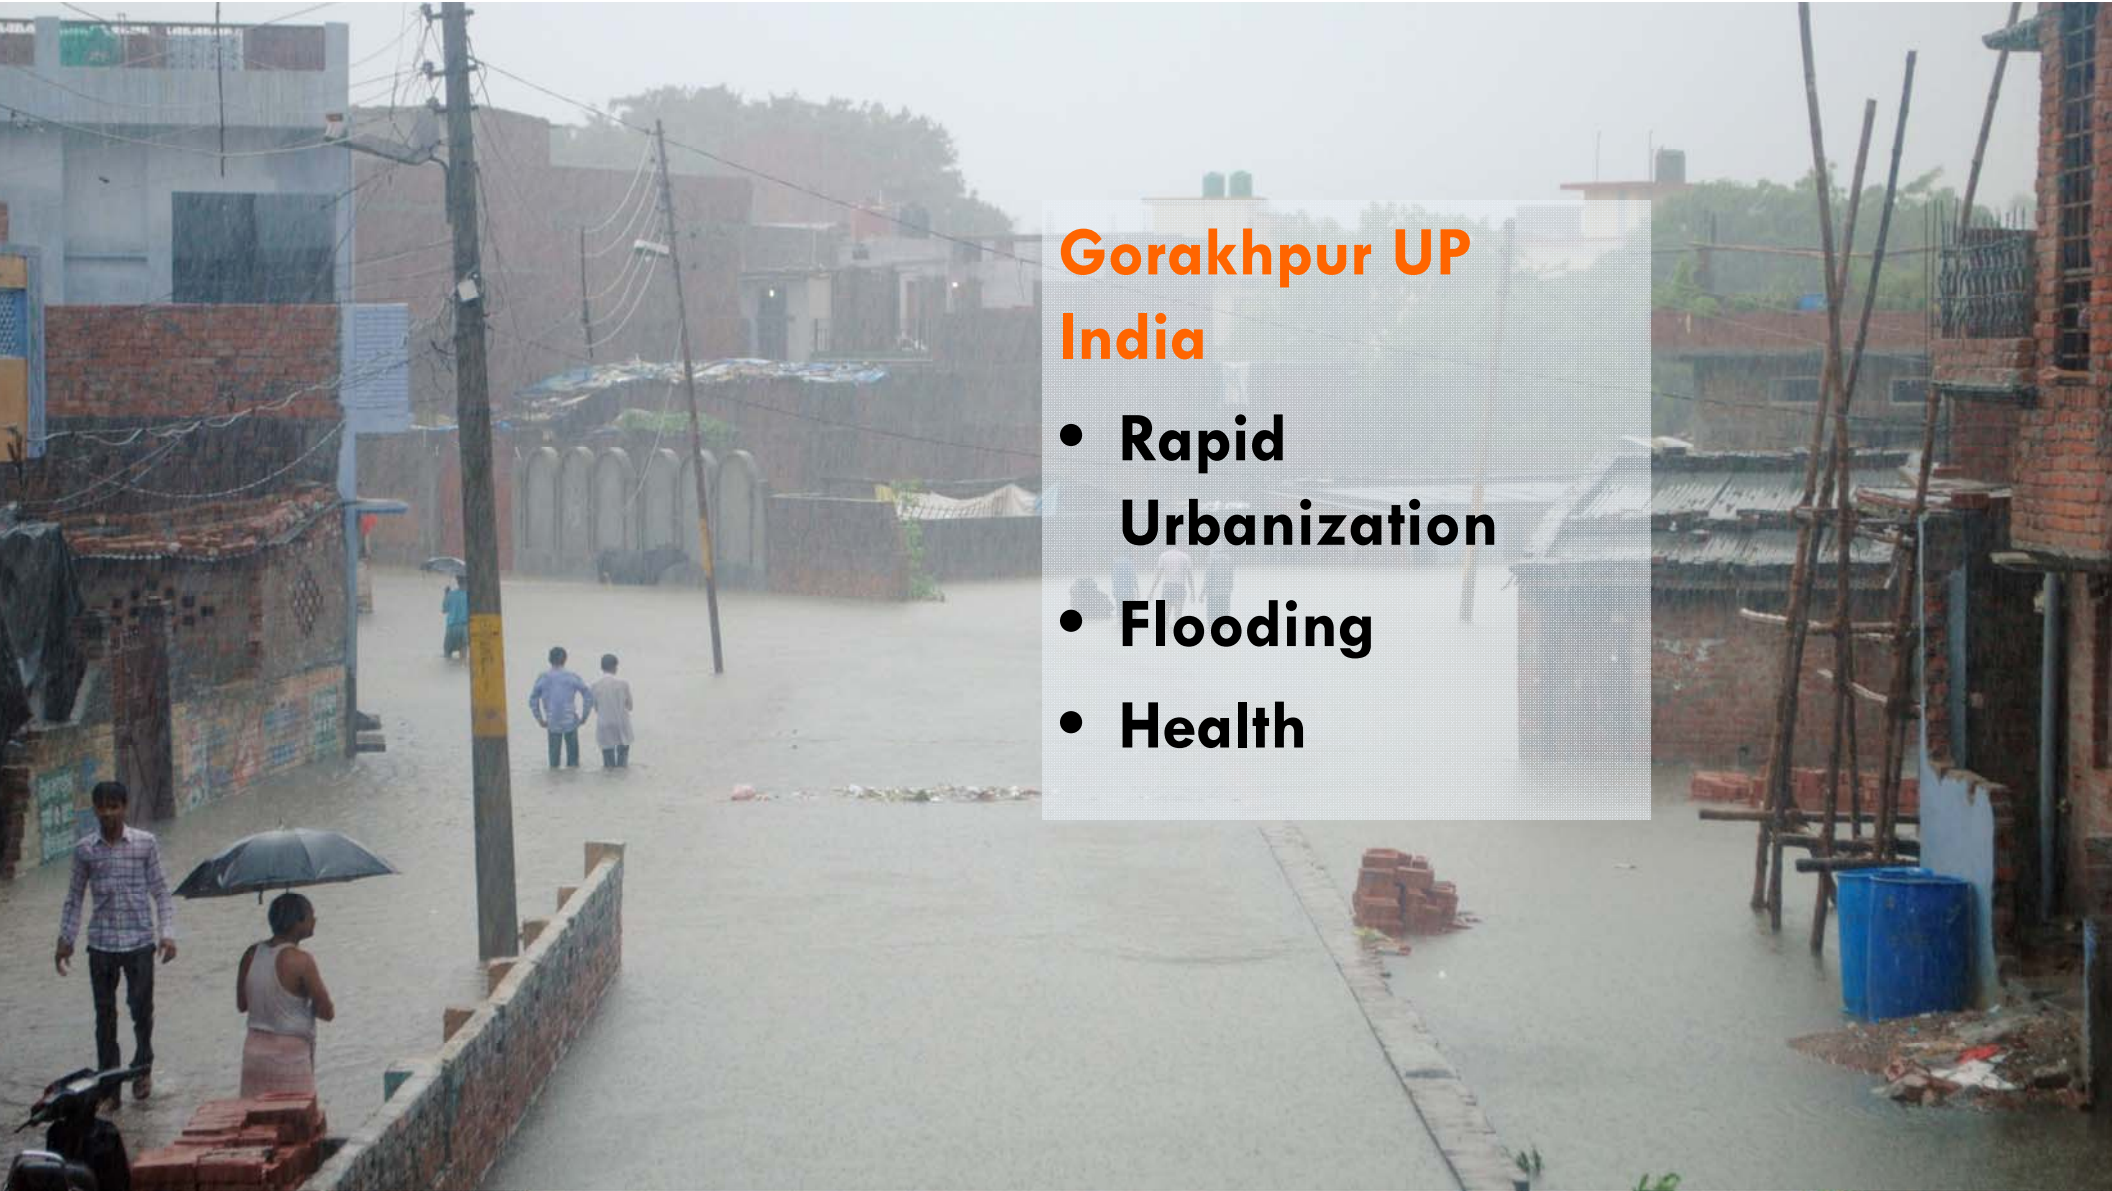 Gorakhpur UP
India
• Rapid
Urbanization
• Flooding
• Health